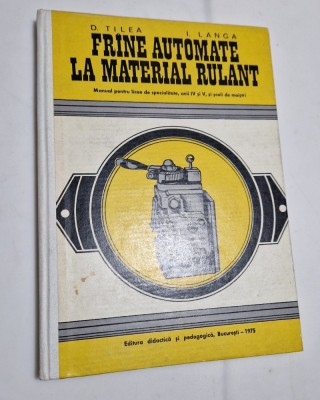 D. TILEA I. LANGA
FRINE AUTOMATE
LA MATERIAL RULANT
Manual pentru licee de specialitate, anii IV și V, și școli de maiștri
Editura didactică și pedagogică, București - 1975